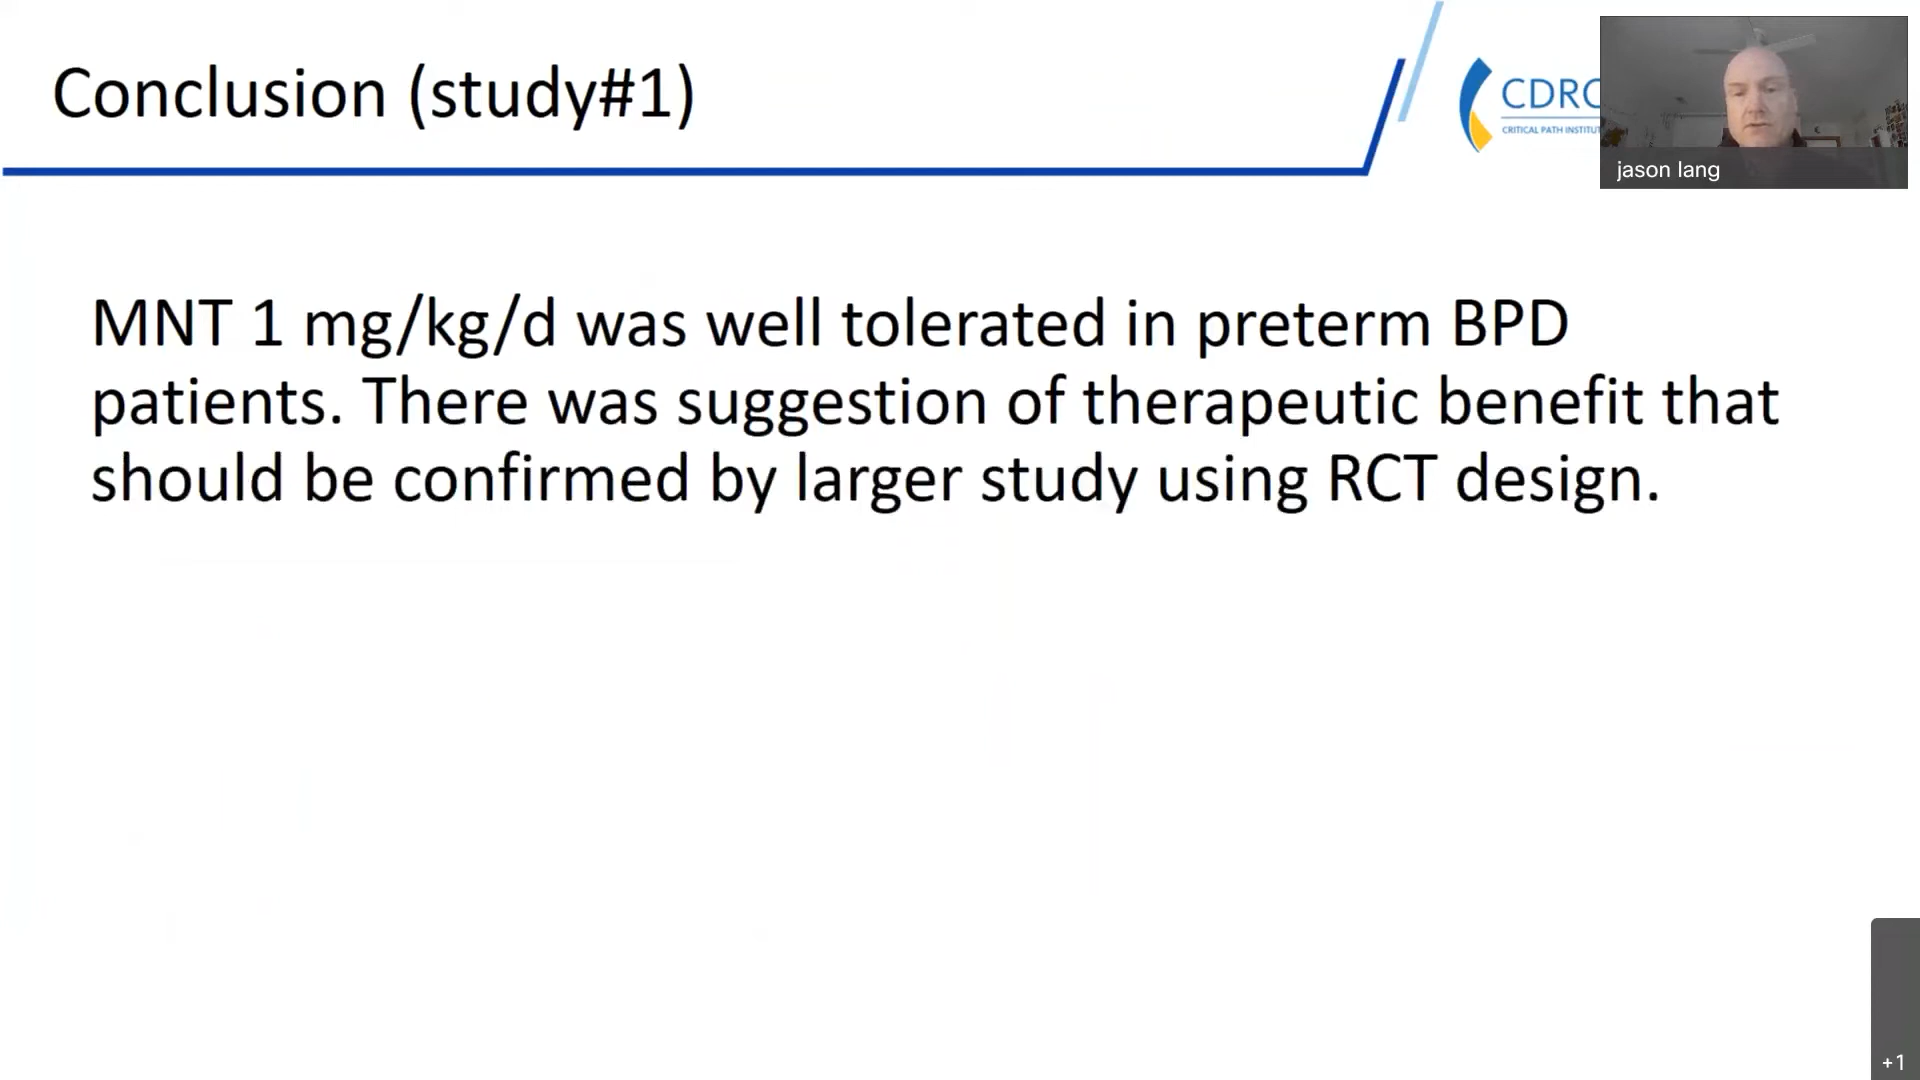 Conclusion (study#1)
CDRC
CRITICAL PATH INSTITUT
jason lang
MNT 1 mg/kg/d was well tolerated in preterm BPD
patients. There was suggestion of therapeutic benefit that
should be confirmed by larger study using RCT design.
+1